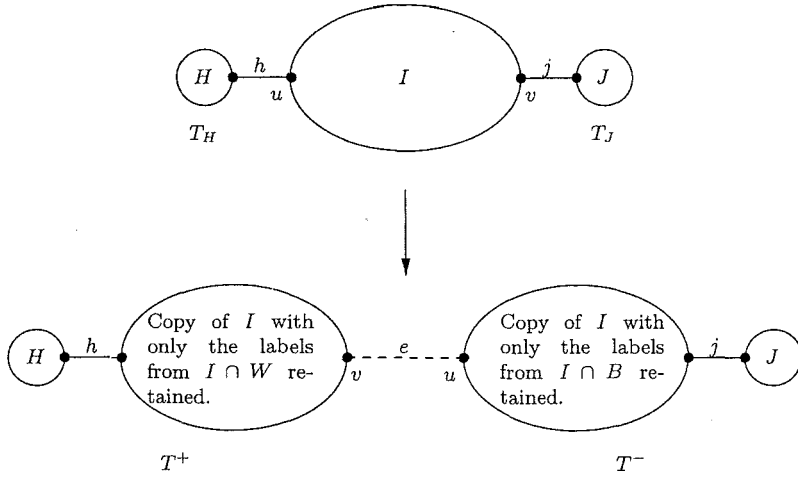 H h I j J
u v
T_H T_J
Copy of I with
only the labels
from I ∩ W re-
tained.
Copy of I with
only the labels
from I ∩ B re-
tained.
H h e j J
v u
T^+ T^-